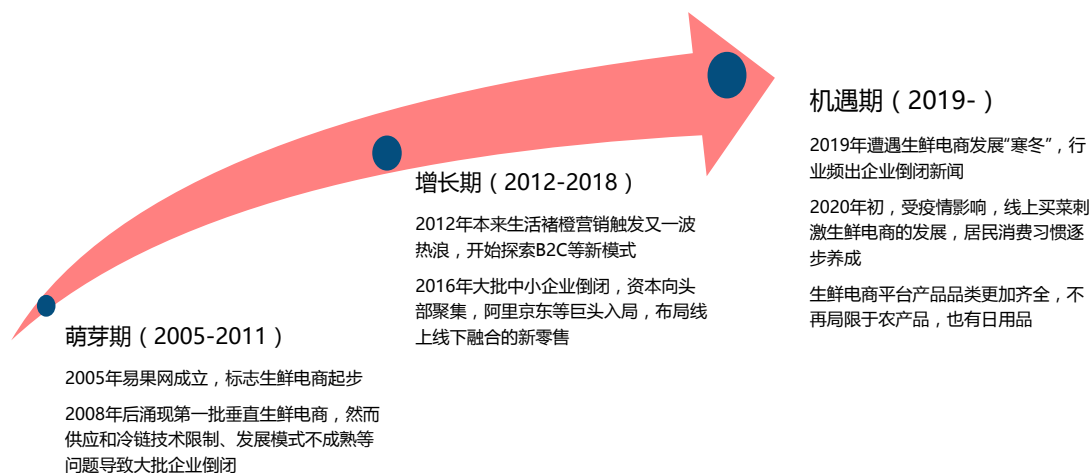 萌芽期（2005-2011）
2005年易果网成立，标志生鲜电商起步
2008年后涌现第一批垂直生鲜电商，然而
供应和冷链技术限制、发展模式不成熟等
问题导致大批企业倒闭
增长期（2012-2018）
2012年本来生活褚橙营销触发又一波
热浪，开始探索B2C等新模式
2016年大批中小企业倒闭，资本向头
部聚集，阿里京东等巨头入局，布局线
上线下融合的新零售
机遇期（2019-）
2019年遭遇生鲜电商发展“寒冬”，行
业频出企业倒闭新闻
2020年初，受疫情影响，线上买菜刺
激生鲜电商的发展，居民消费习惯逐
步养成
生鲜电商平台产品品类更加齐全，不
再局限于农产品，也有日用品